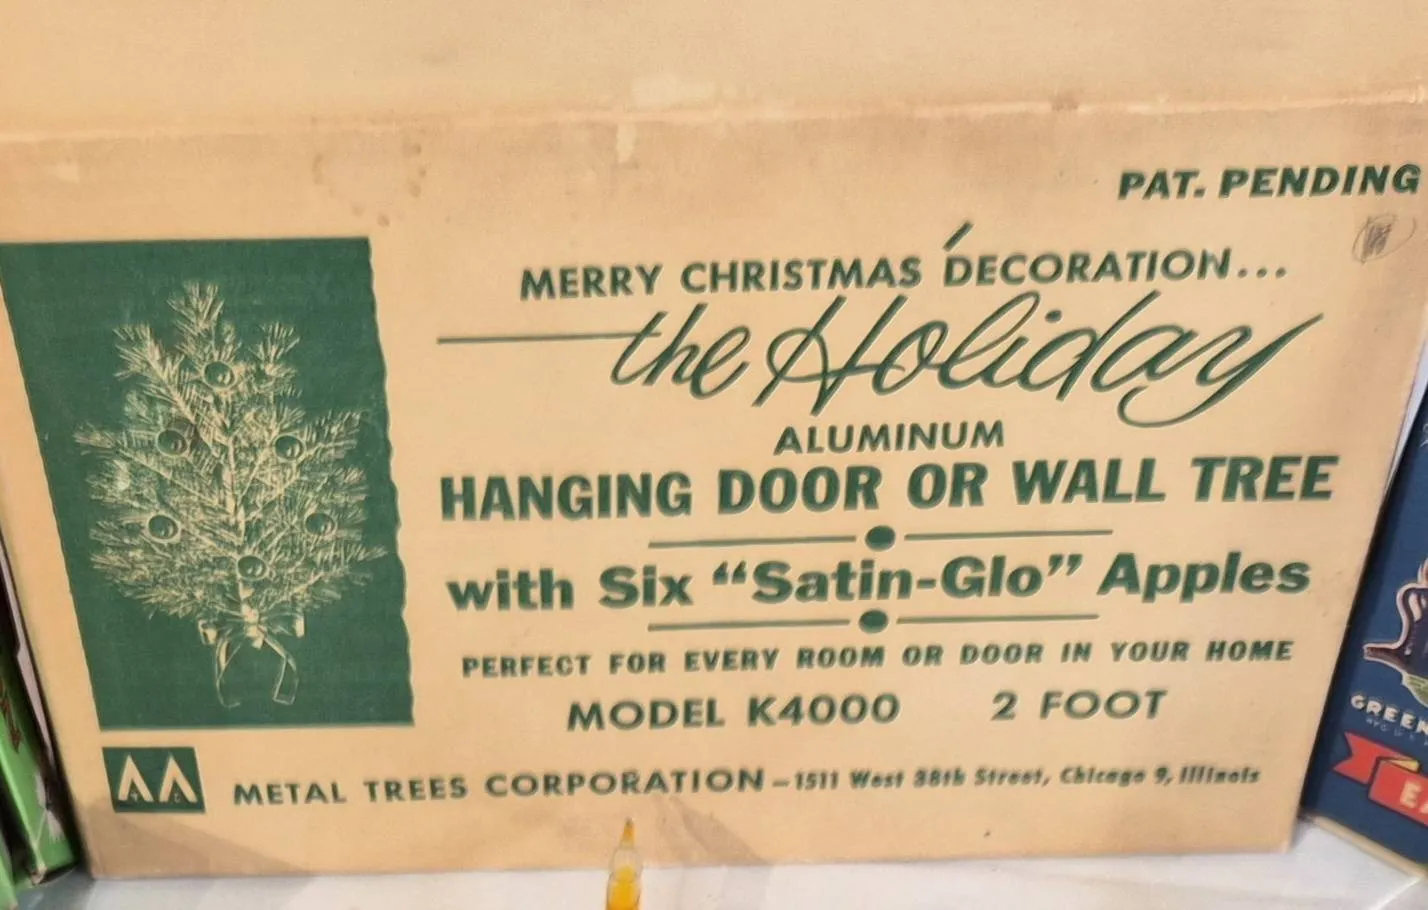 PAT. PENDING
MERRY CHRISTMAS DECORATION...
the Holiday
ALUMINUM
HANGING DOOR OR WALL TREE
with Six “Satin-Glo” Apples
PERFECT FOR EVERY ROOM OR DOOR IN YOUR HOME
MODEL K4000 2 FOOT
METAL TREES CORPORATION – 1511 West 38th Street, Chicago 9, Illinois
GREEN